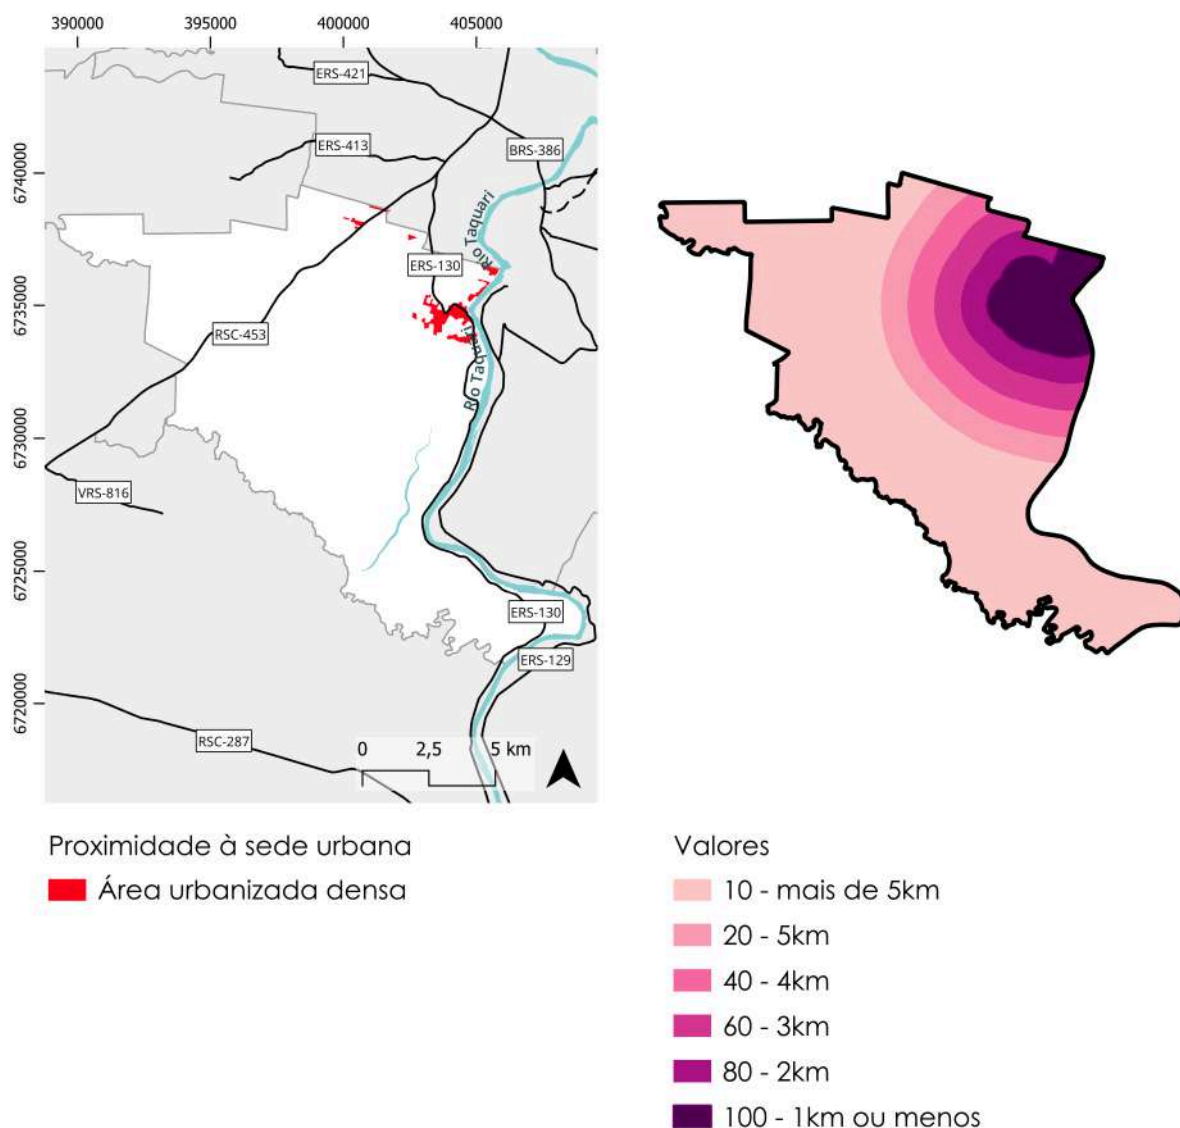 390000 395000 400000 405000
ERS-421
ERS-413
BRS-386
6740000
Rio Taquari
ERS-130
6735000
RSC-453
Rio Taquari
6730000
VRS-816
6725000
ERS-130
ERS-129
6720000
RSC-287
0 2,5 5 km
Proximidade à sede urbana
Área urbanizada densa
Valores
10 - mais de 5km
20 - 5km
40 - 4km
60 - 3km
80 - 2km
100 - 1km ou menos